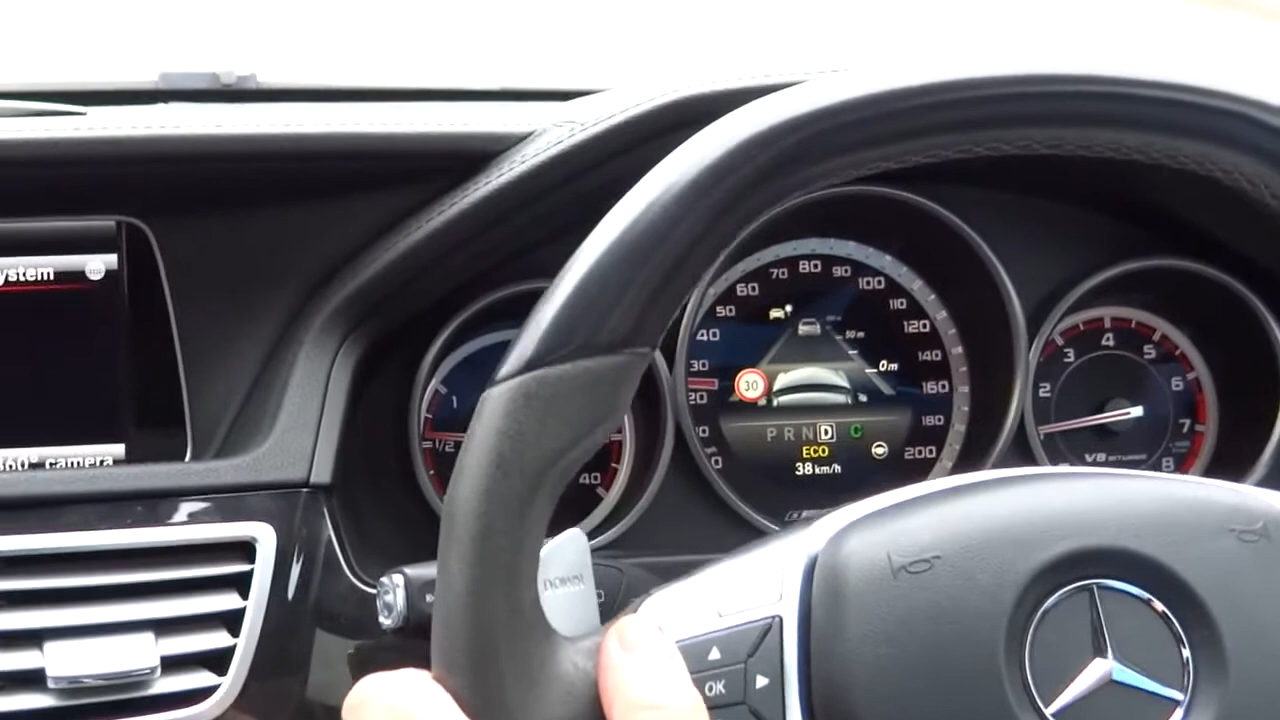 ystem
360° camera
1
1/2
40
0
10
20
30
40
50
60
70
80
90
100
110
120
140
160
180
200
50 m
0 m
30
P R N D C
ECO
38 km/h
2
3
4
5
6
7
8
V8 BITURBO
DOWN
OK